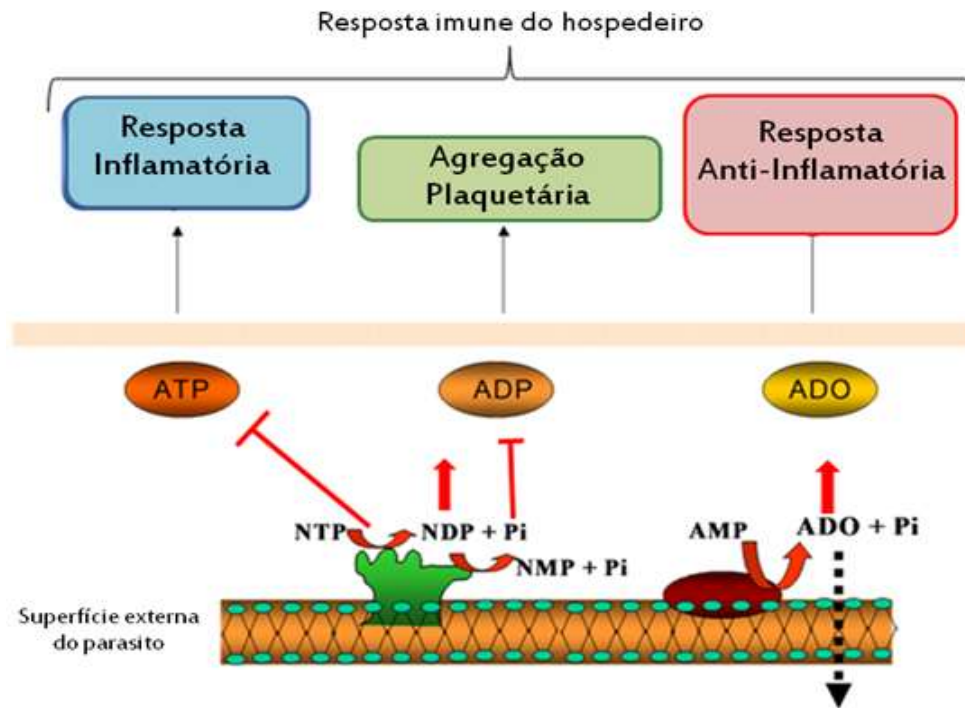 Resposta imune do hospedeiro
Resposta
Inflamatória
Agregação
Plaquetária
Resposta
Anti-Inflamatória
ATP
ADP
ADO
NTP
NDP + Pi
NMP + Pi
AMP
ADO + Pi
Superfície externa
do parasito